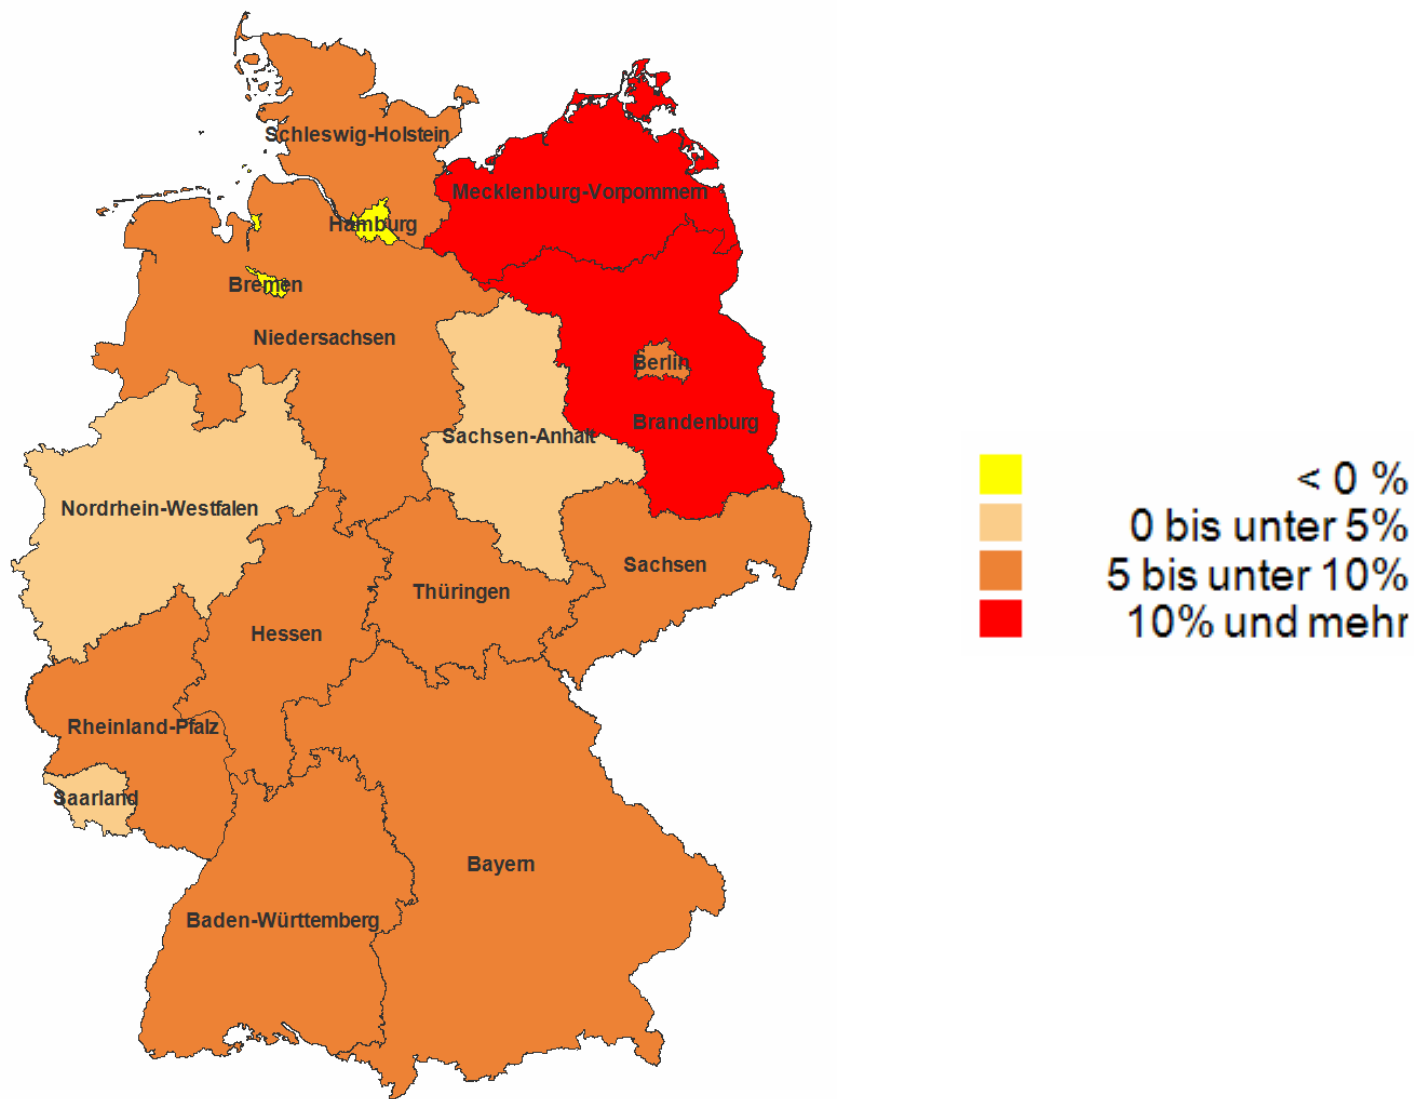 Schleswig-Holstein
Mecklenburg-Vorpommern
Hamburg
Bremen
Niedersachsen
Berlin
Brandenburg
Sachsen-Anhalt
Nordrhein-Westfalen
Sachsen
Thüringen
Hessen
Rheinland-Pfalz
Saarland
Bayern
Baden-Württemberg
< 0 %
0 bis unter 5%
5 bis unter 10%
10% und mehr